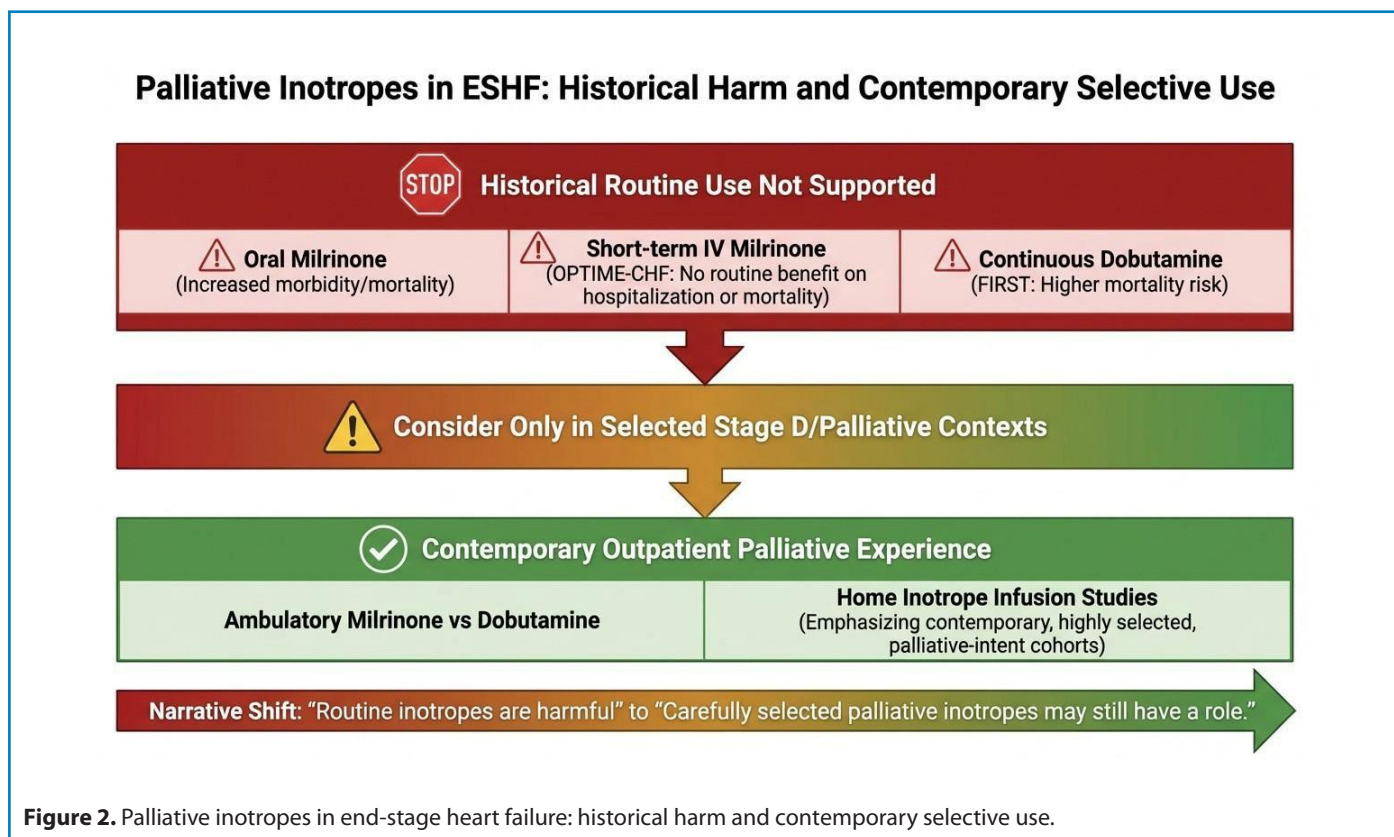 Palliative Inotropes in ESHF: Historical Harm and Contemporary Selective Use
STOP
Historical Routine Use Not Supported
Oral Milrinone
(Increased morbidity/mortality)
Short-term IV Milrinone
(OPTIME-CHF: No routine benefit on
hospitalization or mortality)
Continuous Dobutamine
(FIRST: Higher mortality risk)
Consider Only in Selected Stage D/Palliative Contexts
Contemporary Outpatient Palliative Experience
Ambulatory Milrinone vs Dobutamine
Home Inotrope Infusion Studies
(Emphasizing contemporary, highly selected,
palliative-intent cohorts)
Narrative Shift: “Routine inotropes are harmful” to “Carefully selected palliative inotropes may still have a role.”
Figure 2. Palliative inotropes in end-stage heart failure: historical harm and contemporary selective use.